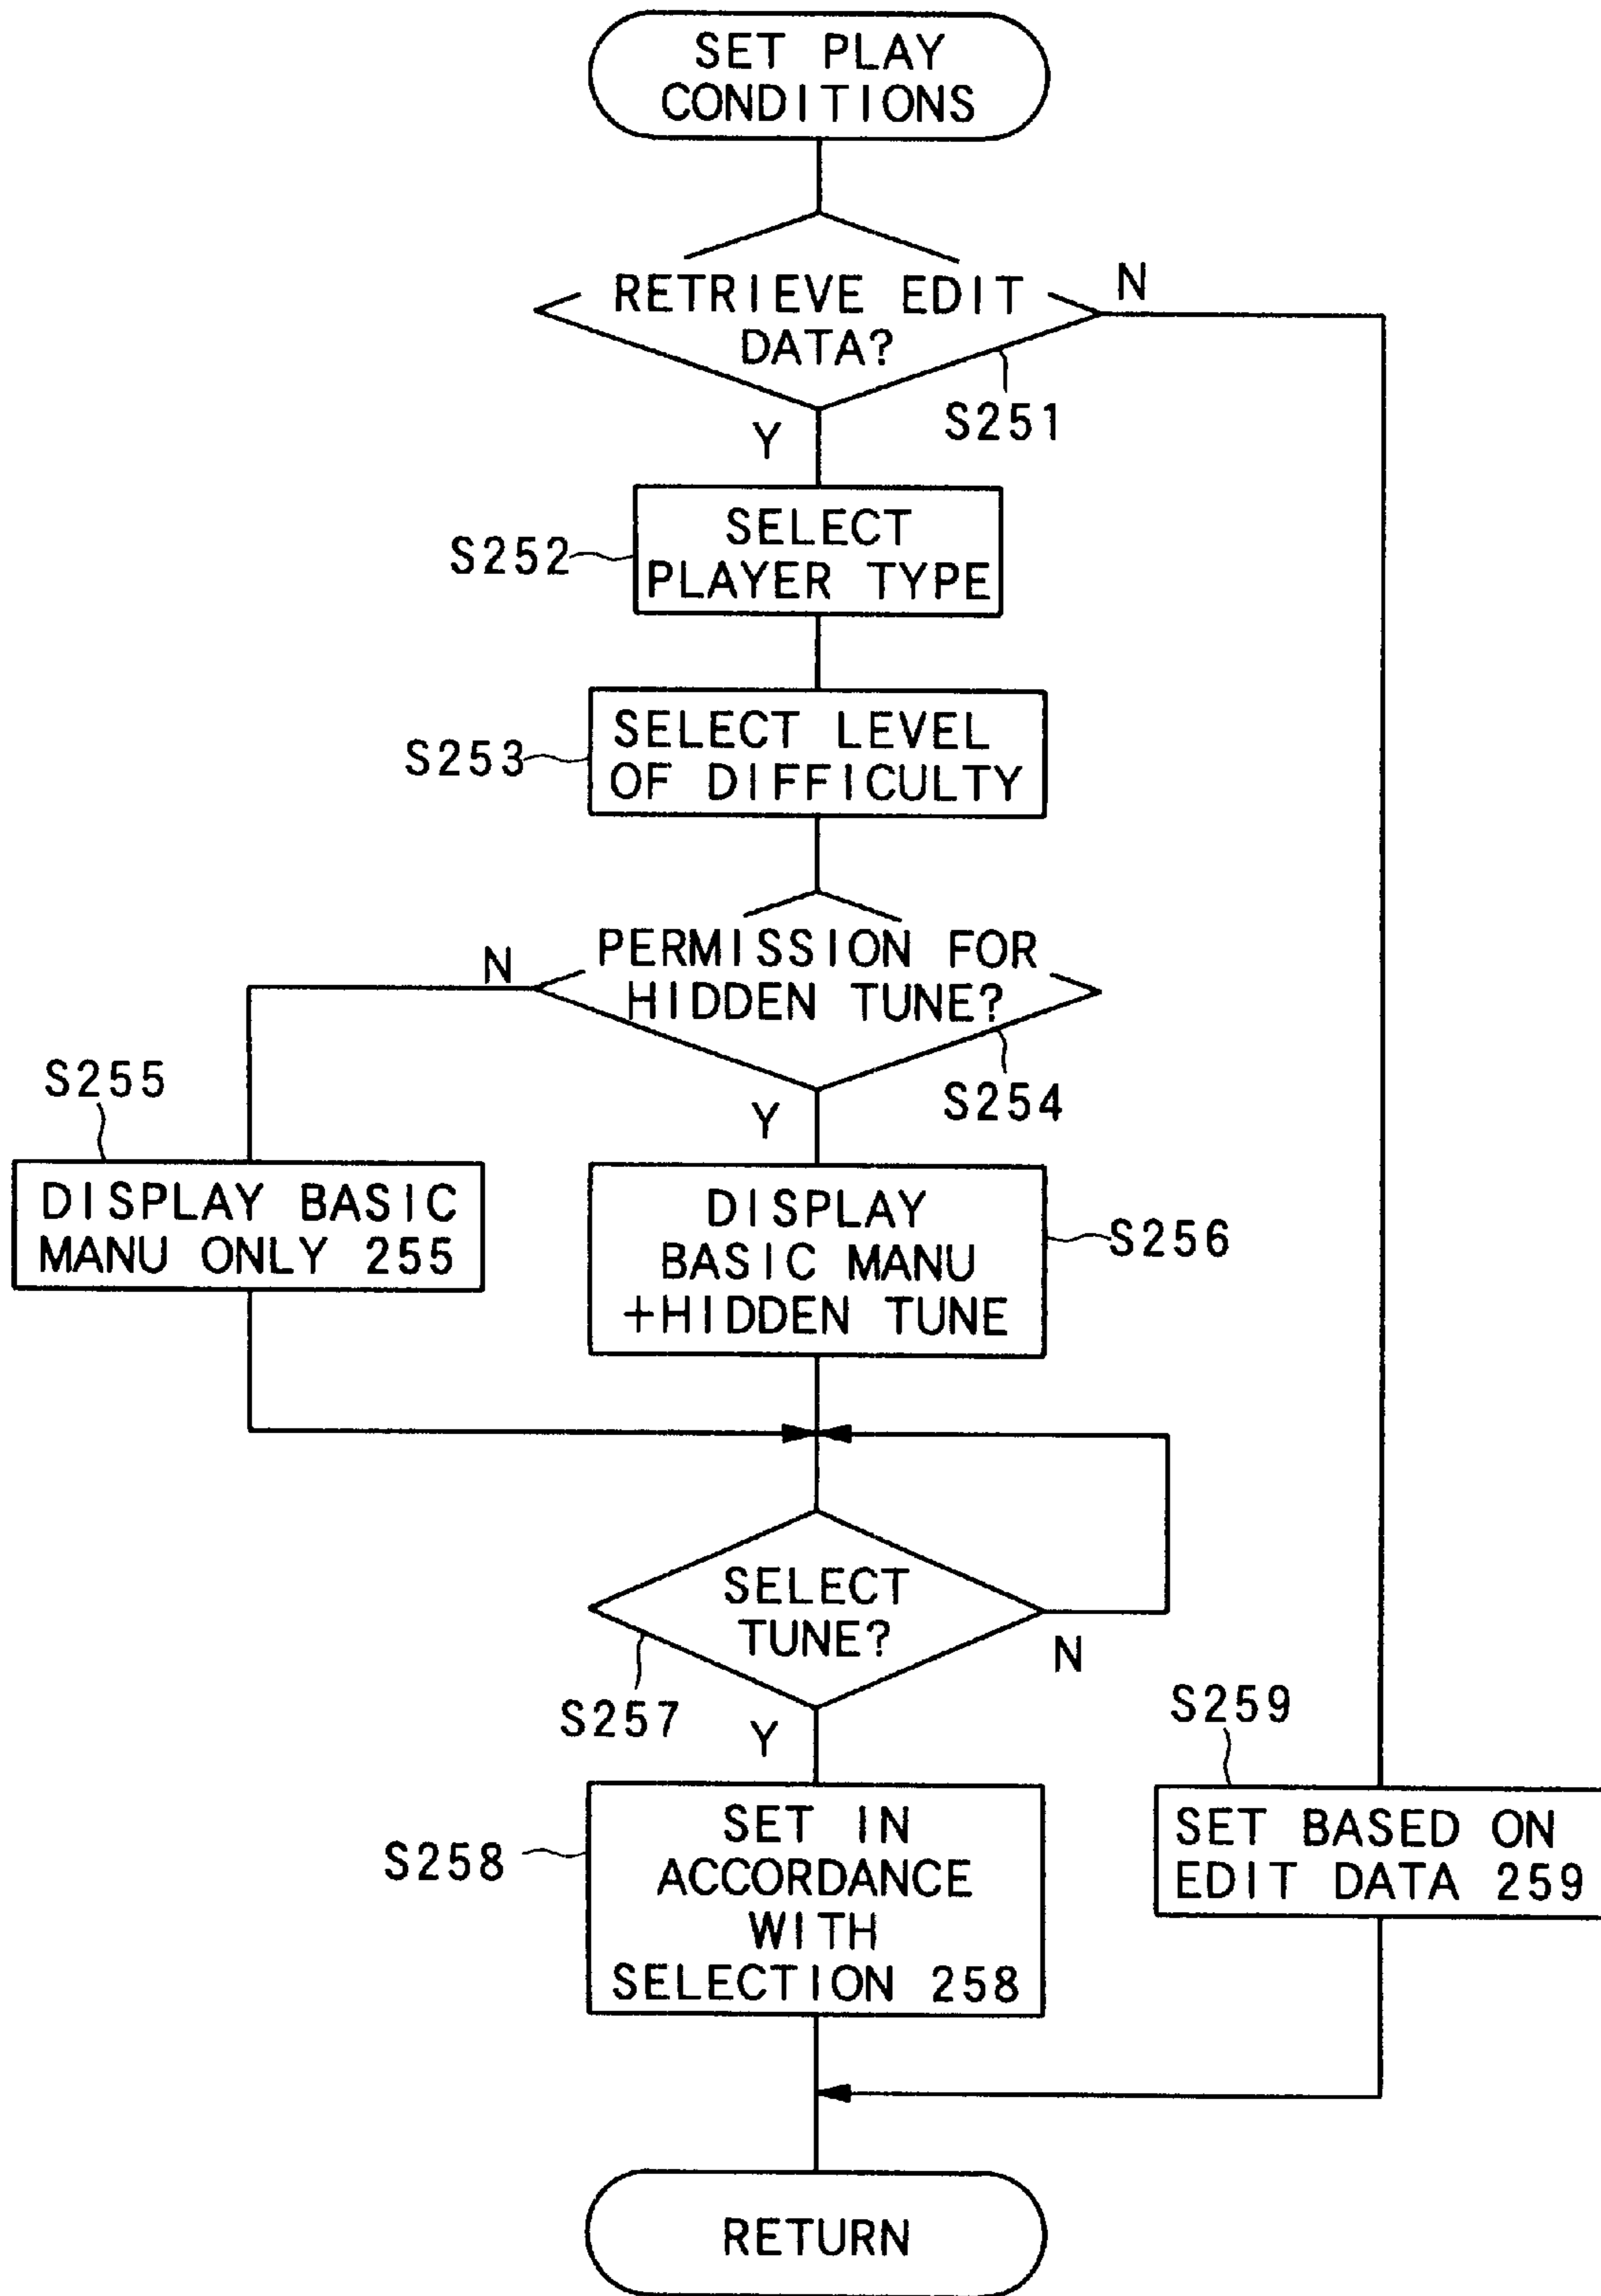 SET PLAY
CONDITIONS
RETRIEVE EDIT
DATA?
N
S251
Y
S252
SELECT
PLAYER TYPE
S253
SELECT LEVEL
OF DIFFICULTY
PERMISSION FOR
HIDDEN TUNE?
N
S254
Y
S255
DISPLAY BASIC
MANU ONLY 255
DISPLAY
BASIC MANU
+HIDDEN TUNE
S256
SELECT
TUNE?
N
S257
Y
S258
SET IN
ACCORDANCE
WITH
SELECTION 258
S259
SET BASED ON
EDIT DATA 259
RETURN